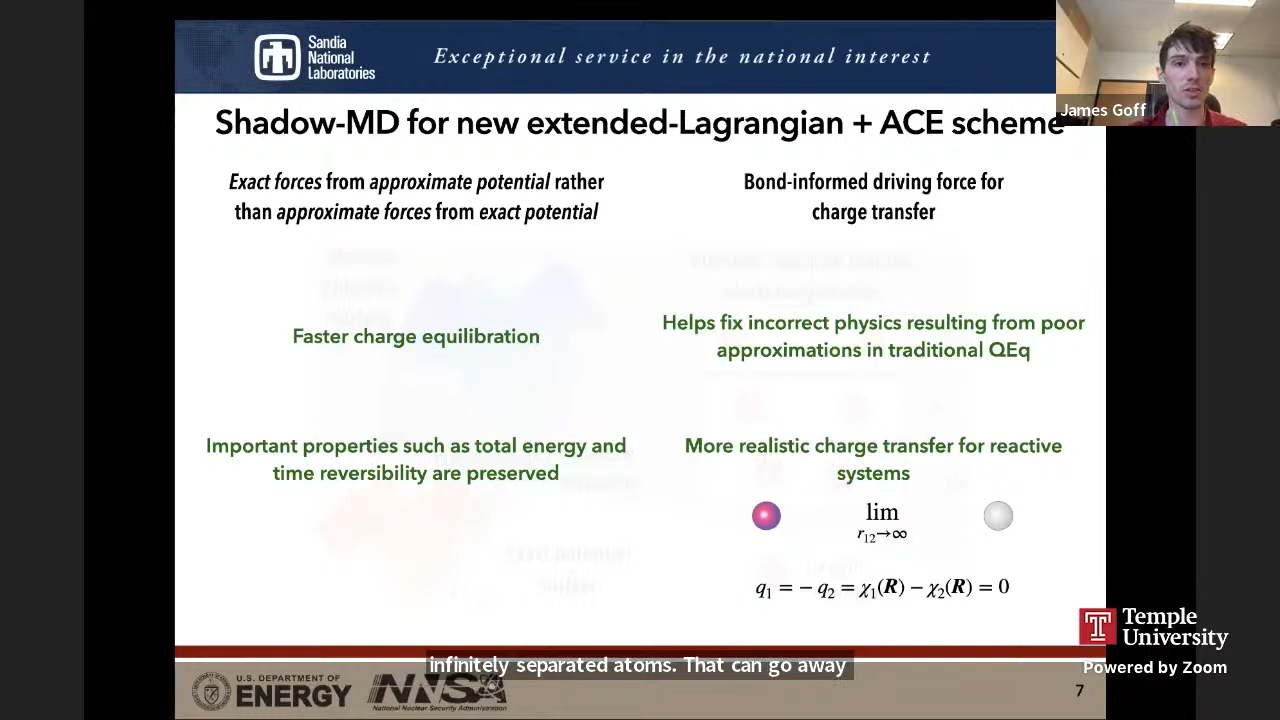 Sandia
National
Laboratories
Exceptional service in the national interest
James Goff
Shadow-MD for new extended-Lagrangian + ACE scheme
Exact forces from approximate potential rather
than approximate forces from exact potential
Bond-informed driving force for
charge transfer
Faster charge equilibration
Helps fix incorrect physics resulting from poor
approximations in traditional QEq
Important properties such as total energy and
time reversibility are preserved
More realistic charge transfer for reactive
systems
lim
r₁₂→∞
q₁ = − q₂ = χ₁(R) − χ₂(R) = 0
Temple
University
Powered by Zoom
infinitely separated atoms. That can go away
U.S. DEPARTMENT OF
ENERGY
NNSA
National Nuclear Security Administration
7